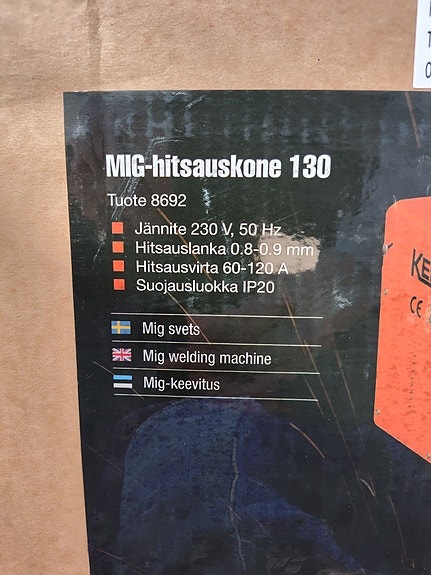 MIG-hitsauskone 130
Tuote 8692
Jännite 230 V, 50 Hz
Hitsauslanka 0.8-0.9 mm
Hitsausvirta 60-120 A
Suojausluokka IP20
Mig svets
Mig welding machine
Mig-keevitus
CE